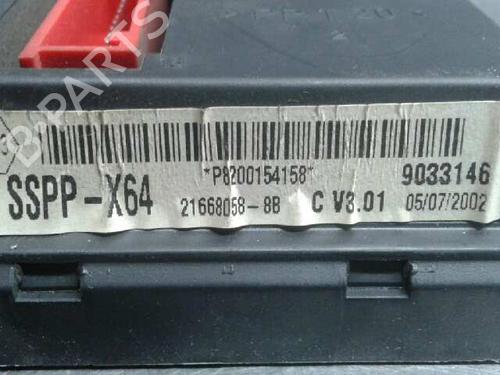 *P8200154158*
9033146
SSPP-X64
21668058-8B
C V3.01
05/07/2002
B-PARTS